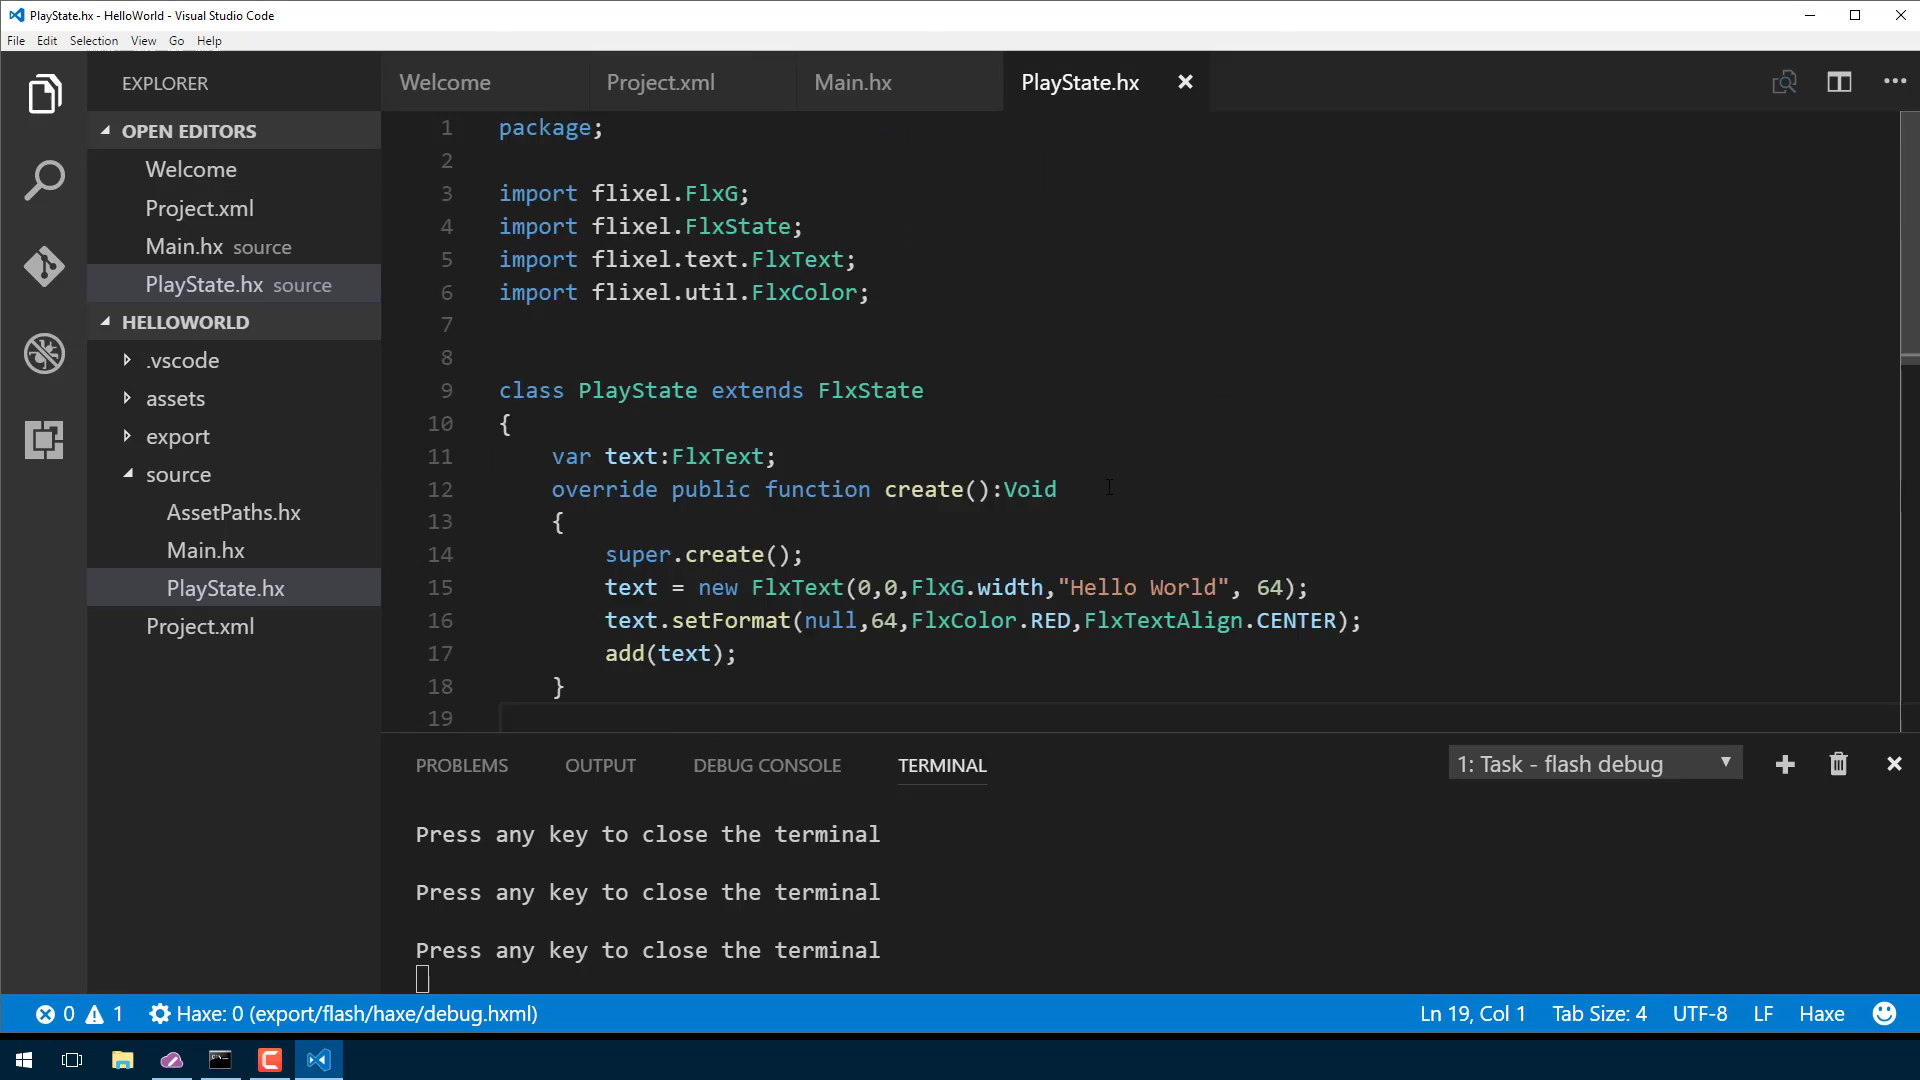 PlayState.hx - HelloWorld - Visual Studio Code
File Edit Selection View Go Help
EXPLORER
OPEN EDITORS
Welcome
Project.xml
Main.hx source
PlayState.hx source
HELLOWORLD
.vscode
assets
export
source
AssetPaths.hx
Main.hx
PlayState.hx
Project.xml
Welcome Project.xml Main.hx PlayState.hx
1 package;
2
3 import flixel.FlxG;
4 import flixel.FlxState;
5 import flixel.text.FlxText;
6 import flixel.util.FlxColor;
7
8
9 class PlayState extends FlxState
10 {
11 var text:FlxText;
12 override public function create():Void
13 {
14 super.create();
15 text = new FlxText(0,0,FlxG.width,"Hello World", 64);
16 text.setFormat(null,64,FlxColor.RED,FlxTextAlign.CENTER);
17 add(text);
18 }
19
PROBLEMS OUTPUT DEBUG CONSOLE TERMINAL 1: Task - flash debug
Press any key to close the terminal
Press any key to close the terminal
Press any key to close the terminal
0 1 Haxe: 0 (export/flash/haxe/debug.hxml) Ln 19, Col 1 Tab Size: 4 UTF-8 LF Haxe